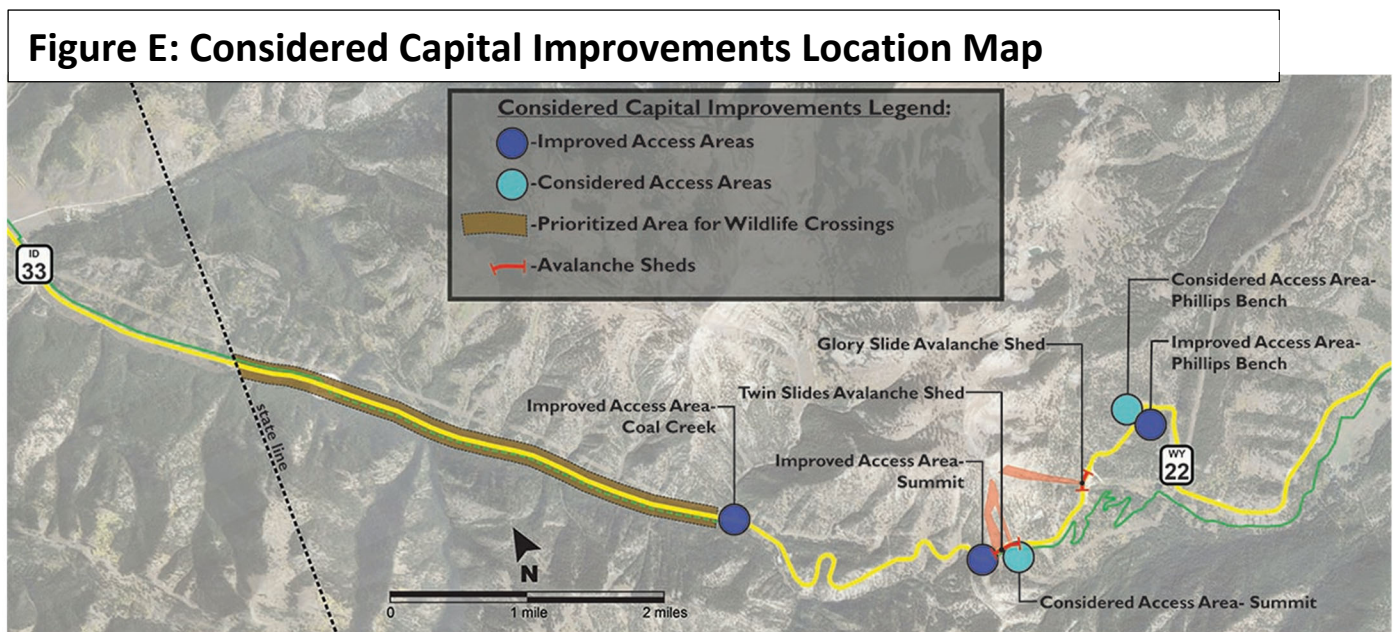 Figure E: Considered Capital Improvements Location Map
Considered Capital Improvements Legend:
-Improved Access Areas
-Considered Access Areas
-Prioritized Area for Wildlife Crossings
-Avalanche Sheds
ID
33
state line
Considered Access Area-
Phillips Bench
Improved Access Area-
Phillips Bench
Glory Slide Avalanche Shed
Twin Slides Avalanche Shed
Improved Access Area-
Coal Creek
Improved Access Area-
Summit
WY
22
N
0
1 mile
2 miles
Considered Access Area- Summit